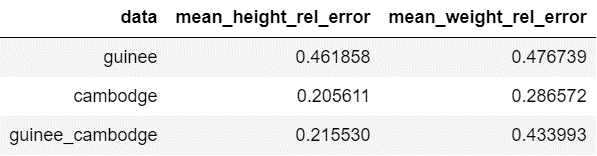 data mean_height_rel_error mean_weight_rel_error
guinee 0.461858 0.476739
cambodge 0.205611 0.286572
guinee_cambodge 0.215530 0.433993